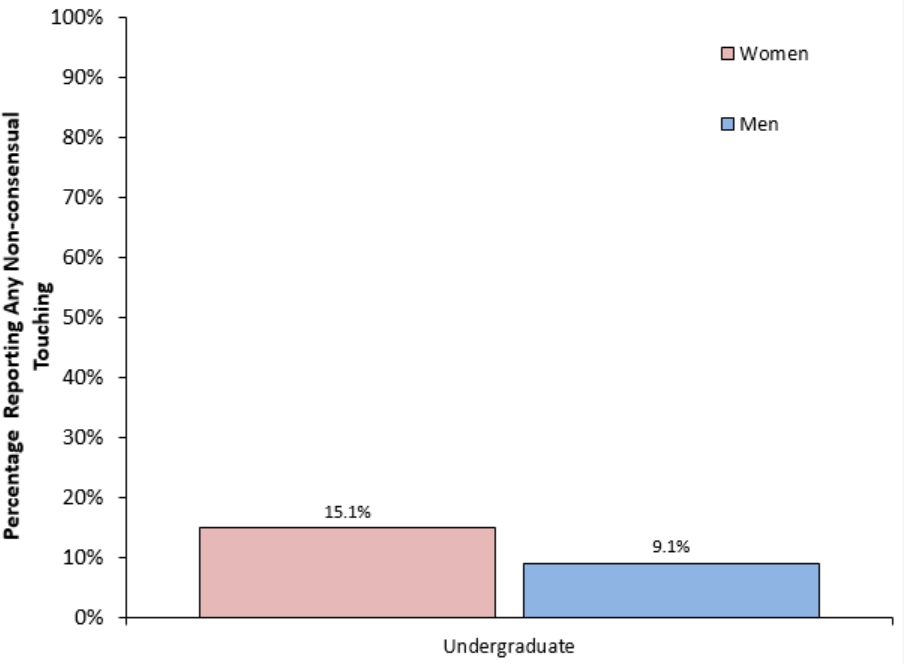 100%
90%
80%
70%
60%
50%
40%
30%
20%
10%
0%
Percentage Reporting Any Non-consensual
Touching
Women
Men
15.1%
9.1%
Undergraduate